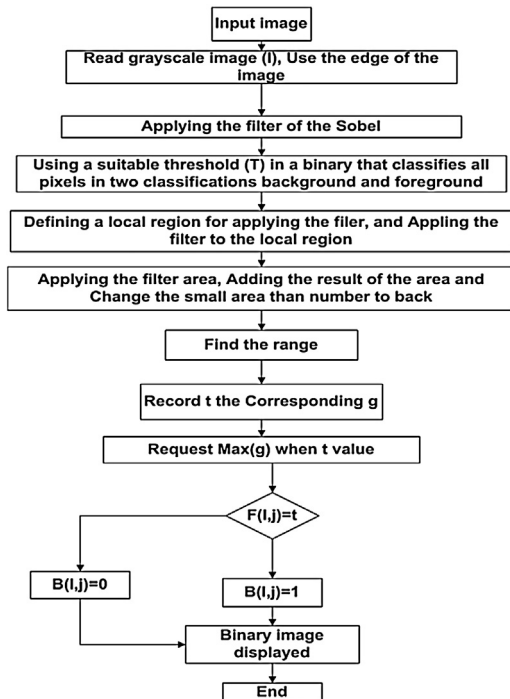 Input image
Read grayscale image (I), Use the edge of the
image
Applying the filter of the Sobel
Using a suitable threshold (T) in a binary that classifies all
pixels in two classifications background and foreground
Defining a local region for applying the filer, and Appling the
filter to the local region
Applying the filter area, Adding the result of the area and
Change the small area than number to back
Find the range
Record t the Corresponding g
Request Max(g) when t value
F(I,j)=t
B(I,j)=0
B(I,j)=1
Binary image
displayed
End